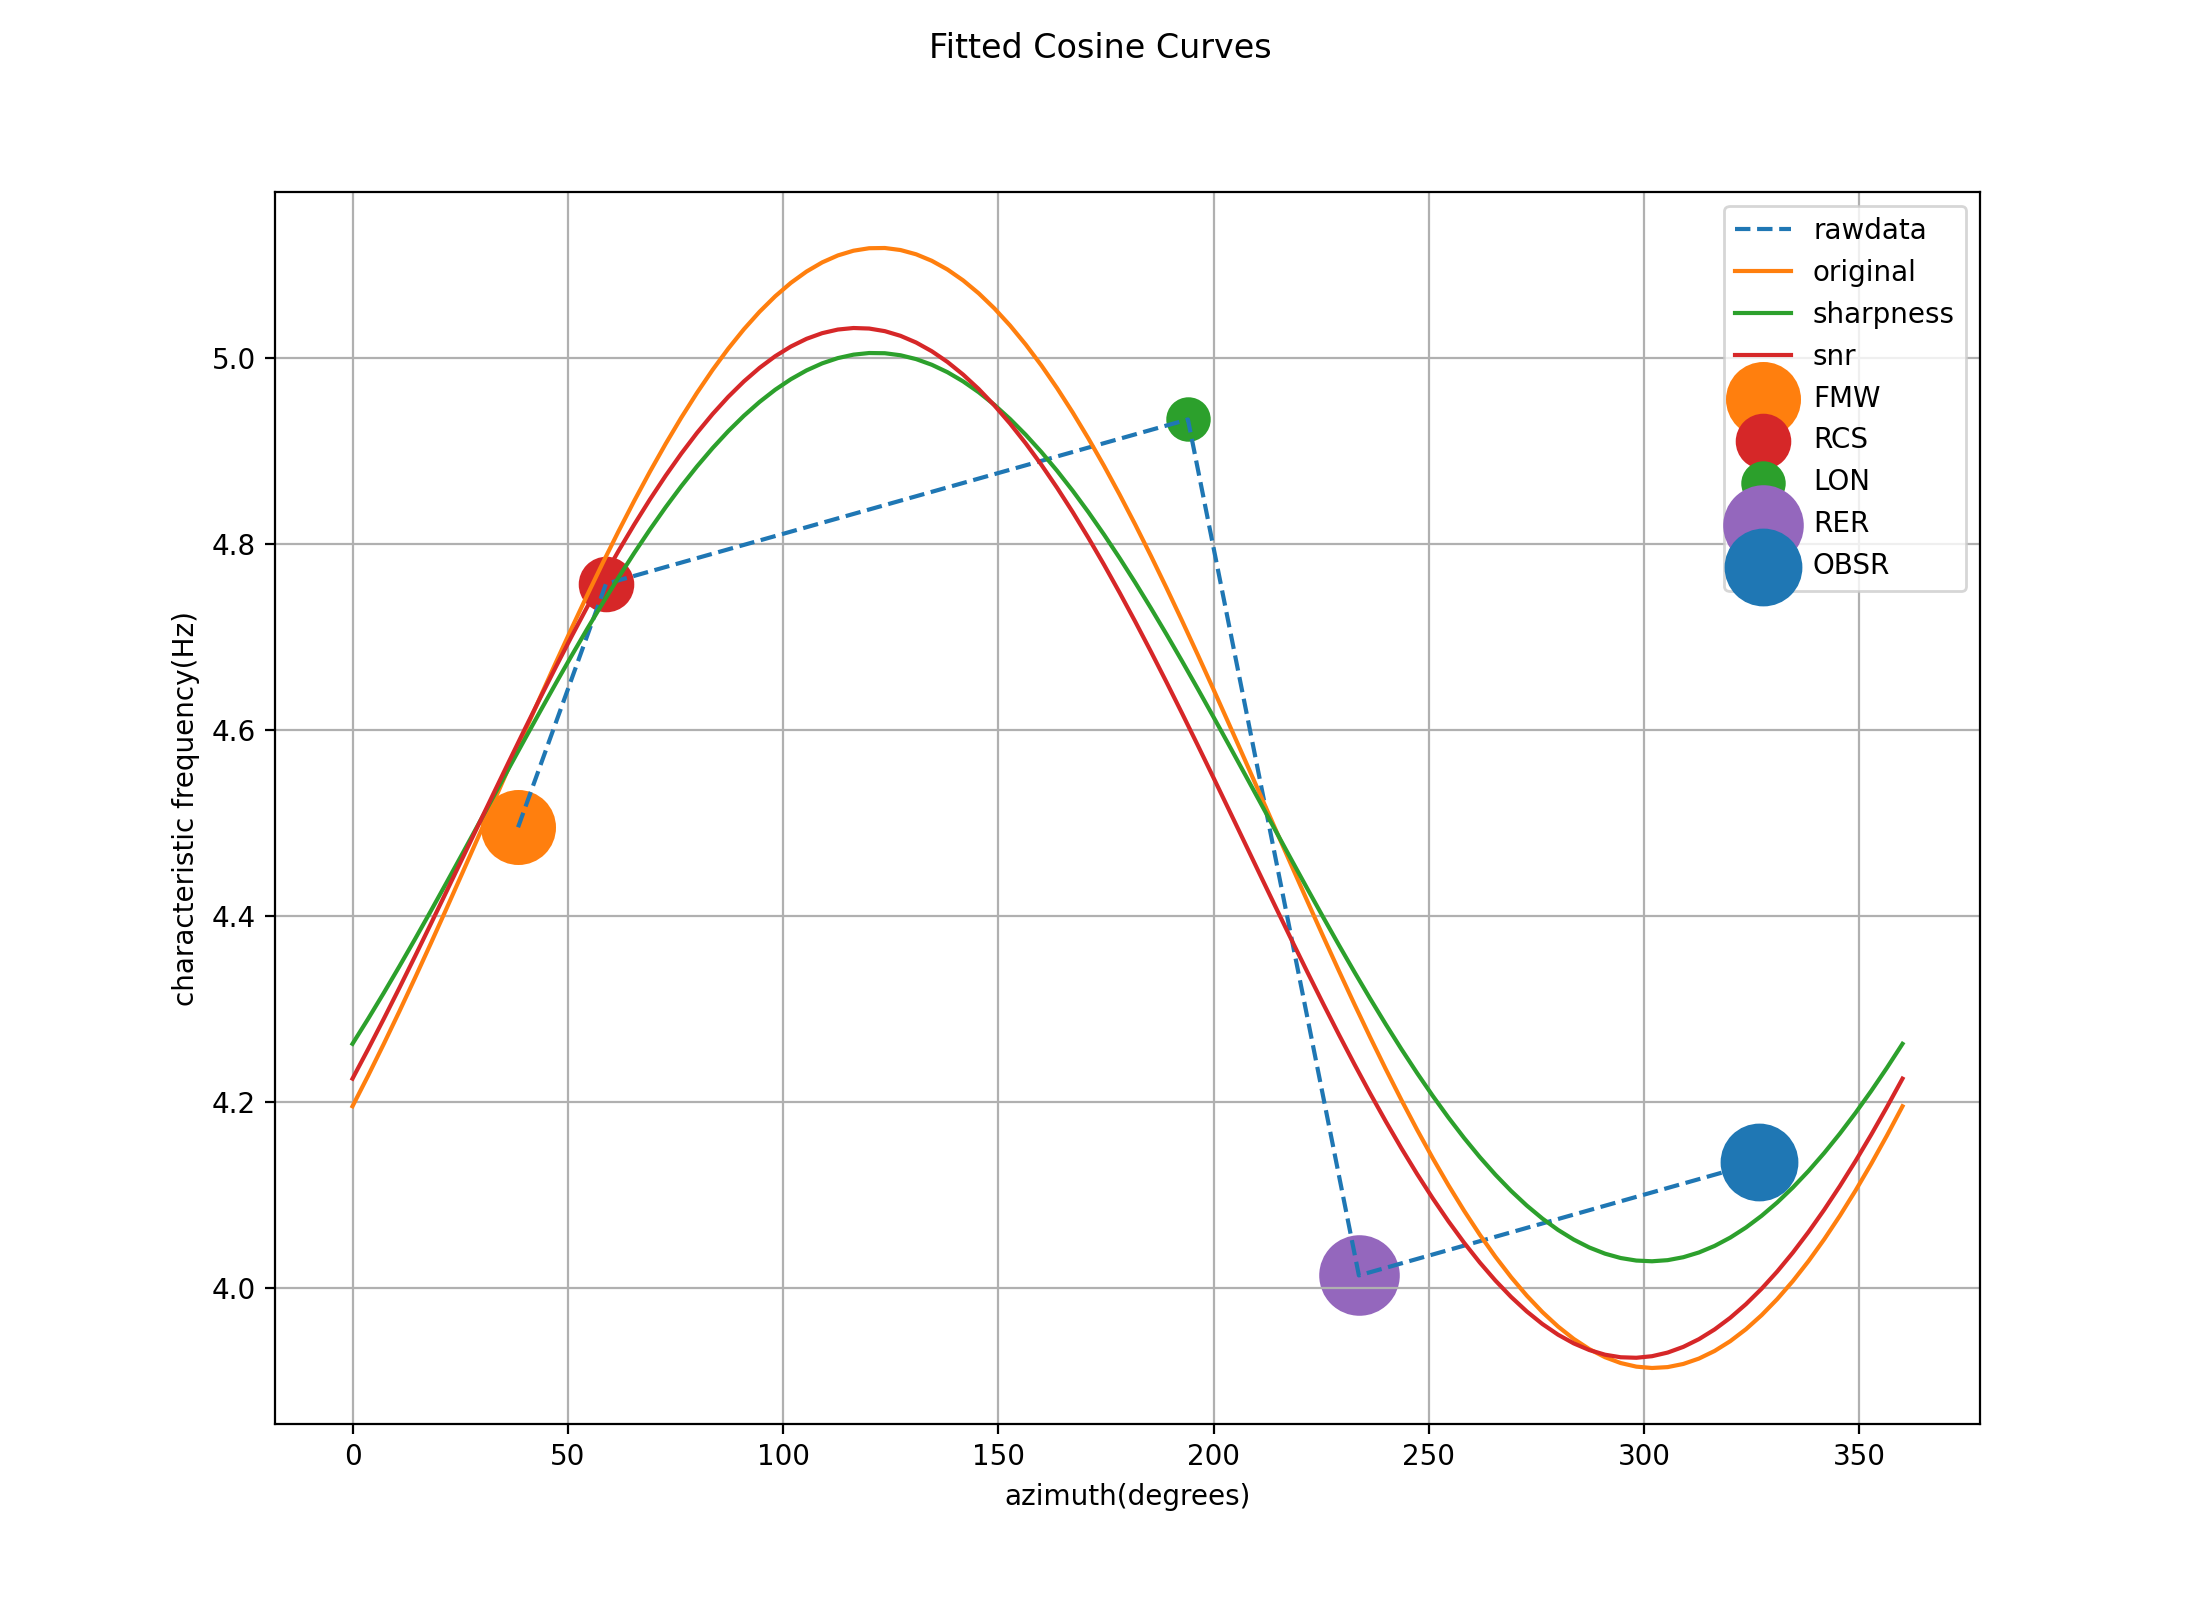 Fitted Cosine Curves
rawdata
original
sharpness
snr
FMW
RCS
LON
RER
OBSR
characteristic frequency(Hz)
5.0
4.8
4.6
4.4
4.2
4.0
0 50 100 150 200 250 300 350
azimuth(degrees)